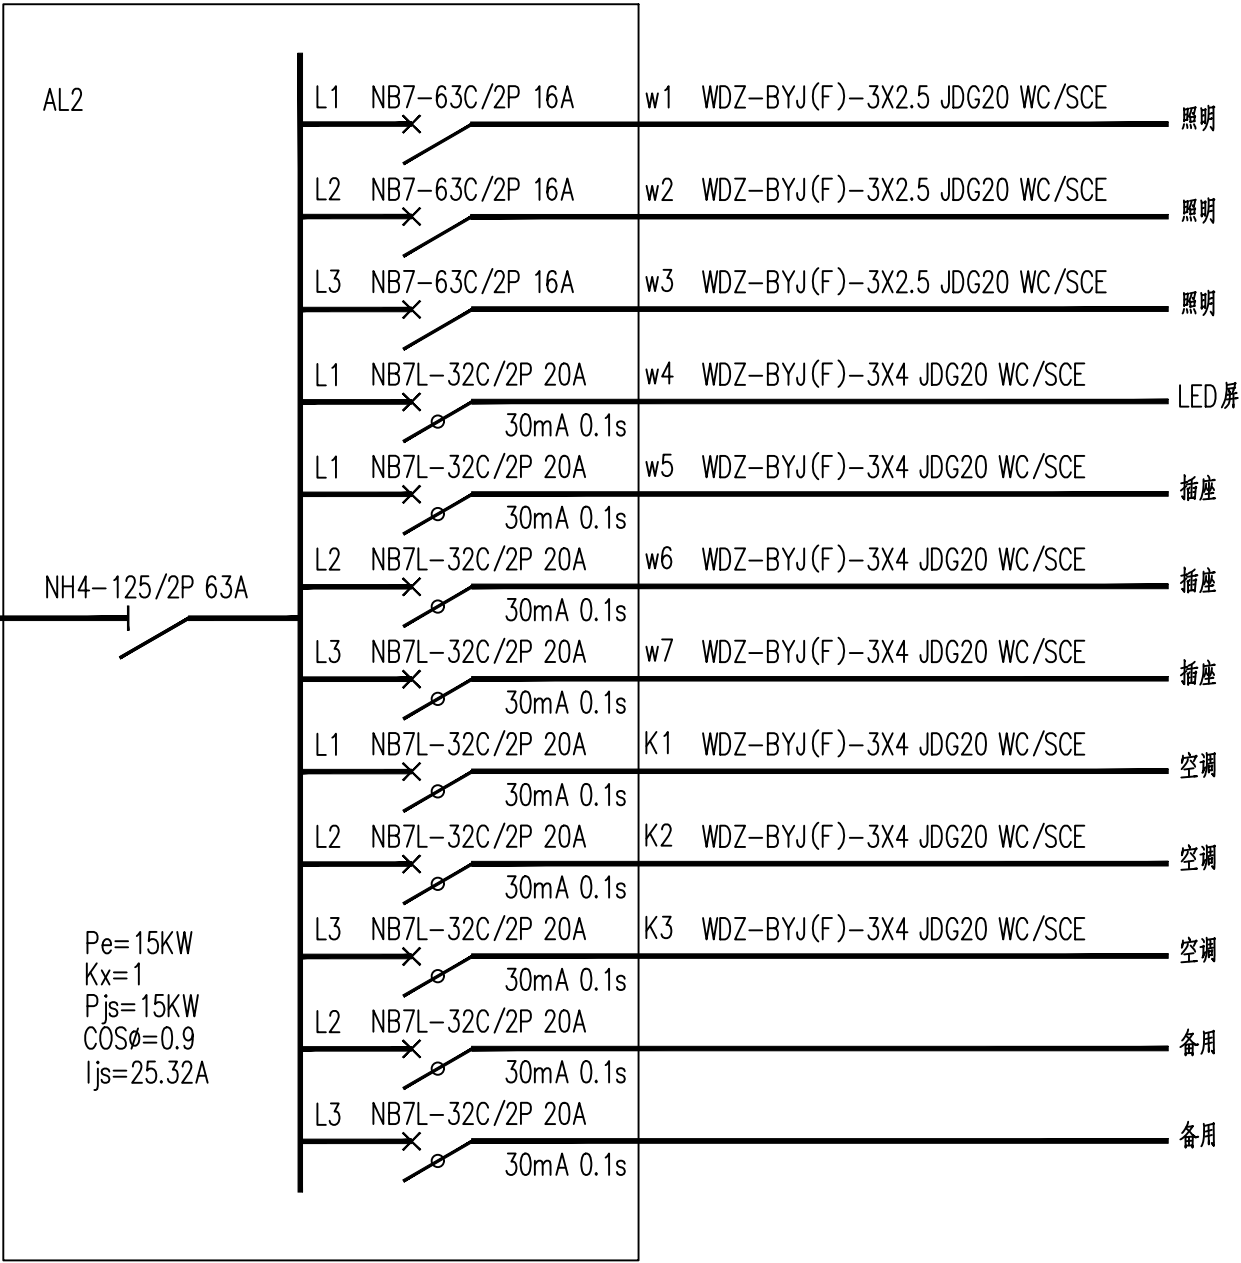 AL2
L1 NB7-63C/2P 16A w1 WDZ-BYJ(F)-3X2.5 JDG20 WC/SCE 照明
L2 NB7-63C/2P 16A w2 WDZ-BYJ(F)-3X2.5 JDG20 WC/SCE 照明
L3 NB7-63C/2P 16A w3 WDZ-BYJ(F)-3X2.5 JDG20 WC/SCE 照明
L1 NB7L-32C/2P 20A w4 WDZ-BYJ(F)-3X4 JDG20 WC/SCE LED屏
30mA 0.1s
L1 NB7L-32C/2P 20A w5 WDZ-BYJ(F)-3X4 JDG20 WC/SCE 插座
30mA 0.1s
L2 NB7L-32C/2P 20A w6 WDZ-BYJ(F)-3X4 JDG20 WC/SCE 插座
30mA 0.1s
NH4-125/2P 63A
L3 NB7L-32C/2P 20A w7 WDZ-BYJ(F)-3X4 JDG20 WC/SCE 插座
30mA 0.1s
L1 NB7L-32C/2P 20A K1 WDZ-BYJ(F)-3X4 JDG20 WC/SCE 空调
30mA 0.1s
L2 NB7L-32C/2P 20A K2 WDZ-BYJ(F)-3X4 JDG20 WC/SCE 空调
30mA 0.1s
L3 NB7L-32C/2P 20A K3 WDZ-BYJ(F)-3X4 JDG20 WC/SCE 空调
30mA 0.1s
L2 NB7L-32C/2P 20A 备用
30mA 0.1s
L3 NB7L-32C/2P 20A 备用
30mA 0.1s
Pe=15KW
Kx=1
Pjs=15KW
COSø=0.9
Ijs=25.32A